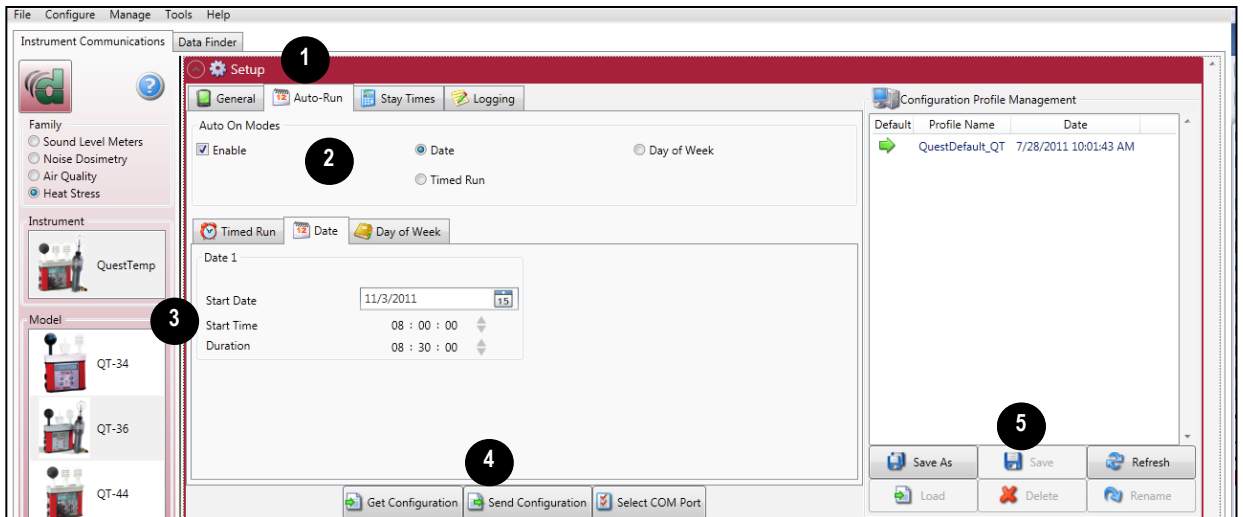 File Configure Manage Tools Help
Instrument Communications Data Finder
1
Setup
General 12 Auto-Run Stay Times Logging
Auto On Modes
Enable
2
Date
Day of Week
Timed Run
Timed Run 12 Date Day of Week
Date 1
Start Date 11/3/2011 15
3
Start Time 08 : 00 : 00
Duration 08 : 30 : 00
4
Get Configuration Send Configuration Select COM Port
d ?
Family
Sound Level Meters
Noise Dosimetry
Air Quality
Heat Stress
Instrument
QuestTemp
Model
QT-34
QT-36
QT-44
Configuration Profile Management
Default Profile Name Date
QuestDefault_QT 7/28/2011 10:01:43 AM
5
Save As Save Refresh
Load Delete Rename